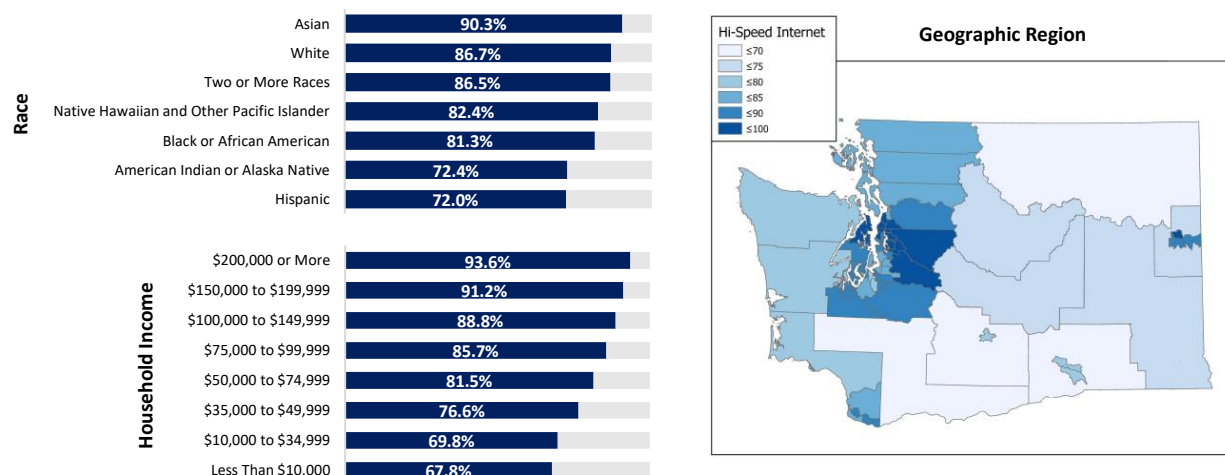 Race
Asian 90.3%
White 86.7%
Two or More Races 86.5%
Native Hawaiian and Other Pacific Islander 82.4%
Black or African American 81.3%
American Indian or Alaska Native 72.4%
Hispanic 72.0%
Household Income
$200,000 or More 93.6%
$150,000 to $199,999 91.2%
$100,000 to $149,999 88.8%
$75,000 to $99,999 85.7%
$50,000 to $74,999 81.5%
$35,000 to $49,999 76.6%
$10,000 to $34,999 69.8%
Less Than $10,000 67.8%
Geographic Region
Hi-Speed Internet
≤70
≤75
≤80
≤85
≤90
≤100